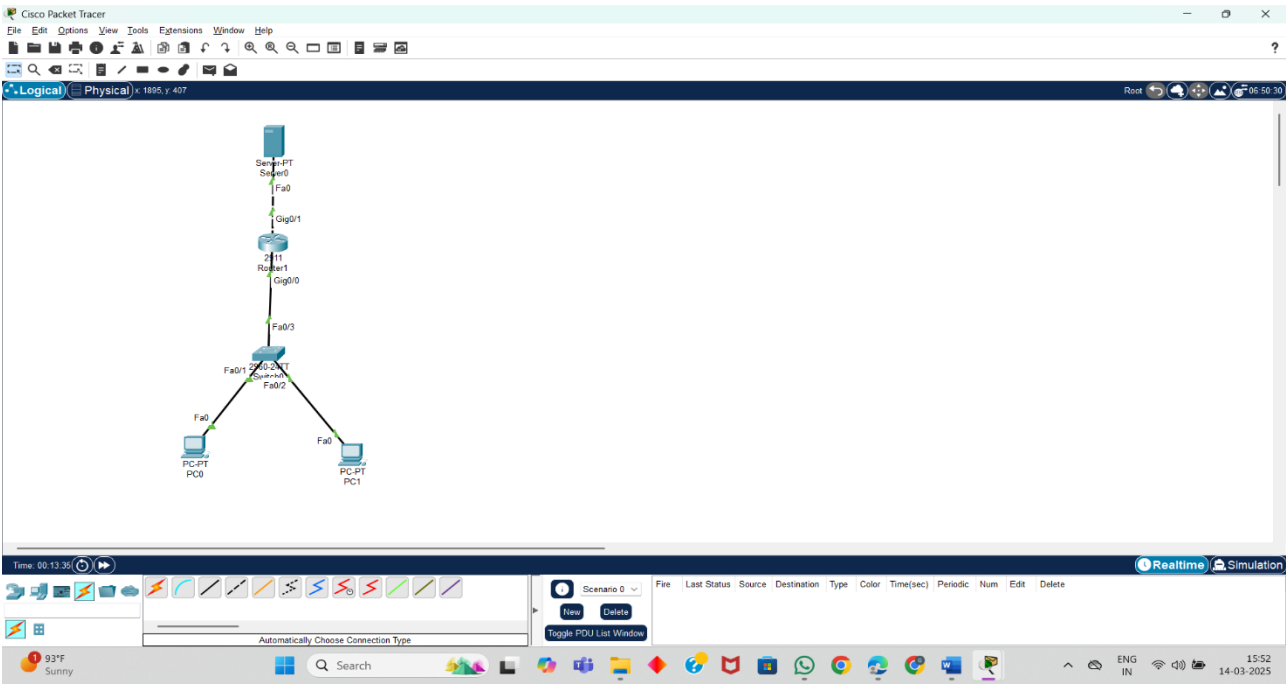 Cisco Packet Tracer
File Edit Options View Tools Extensions Window Help
?
Logical Physical x: 1895, y: 407 Root 06:50:30
Server-PT
Server0
Fa0
Gig0/1
2911
Router1
Gig0/0
Fa0/3
Fa0/1 2960-24TT
Switch0
Fa0/2
Fa0
Fa0
PC-PT
PC0
PC-PT
PC1
Time: 00:13:35 Realtime Simulation
Scenario 0 Fire Last Status Source Destination Type Color Time(sec) Periodic Num Edit Delete
New Delete
Toggle PDU List Window
Automatically Choose Connection Type
1 93°F
Sunny
Search
ENG
IN
15:52
14-03-2025